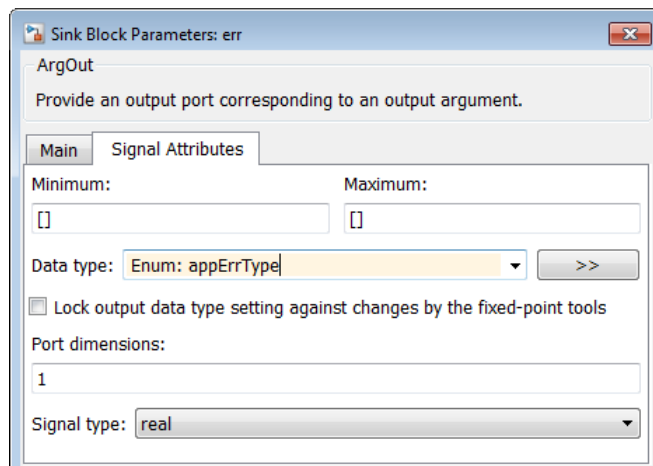 Sink Block Parameters: err
ArgOut
Provide an output port corresponding to an output argument.
Main Signal Attributes
Minimum: Maximum:
[] []
Data type: Enum: appErrType >>
Lock output data type setting against changes by the fixed-point tools
Port dimensions:
1
Signal type: real